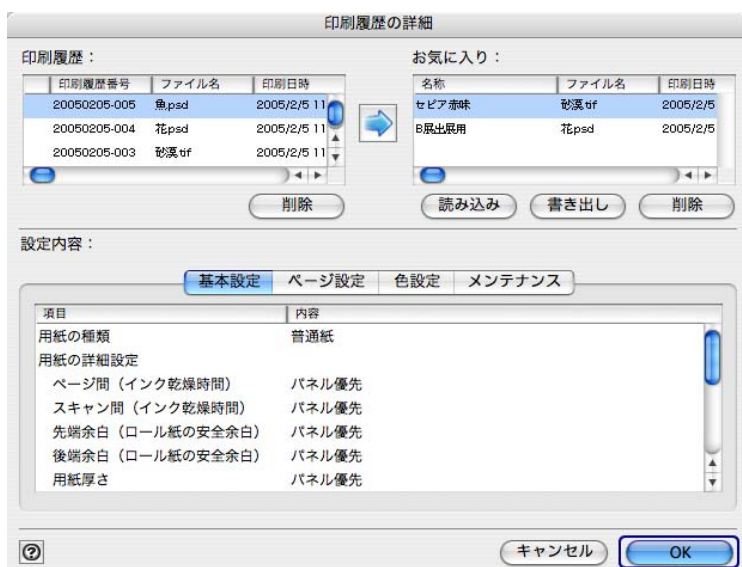 印刷履歴の詳細
印刷履歴：
お気に入り：
印刷履歴番号 ファイル名 印刷日時
20050205-005 魚.psd 2005/2/5 11
20050205-004 花.psd 2005/2/5 11
20050205-003 砂漠.tif 2005/2/5 11
名称 ファイル名 印刷日時
セピア赤味 砂漠.tif 2005/2/5
B展出展用 花.psd 2005/2/5
削除
読み込み 書き出し 削除
設定内容：
基本設定 ページ設定 色設定 メンテナンス
項目 内容
用紙の種類 普通紙
用紙の詳細設定
ページ間（インク乾燥時間） パネル優先
スキャン間（インク乾燥時間） パネル優先
先端余白（ロール紙の安全余白） パネル優先
後端余白（ロール紙の安全余白） パネル優先
用紙厚さ パネル優先
?
キャンセル OK